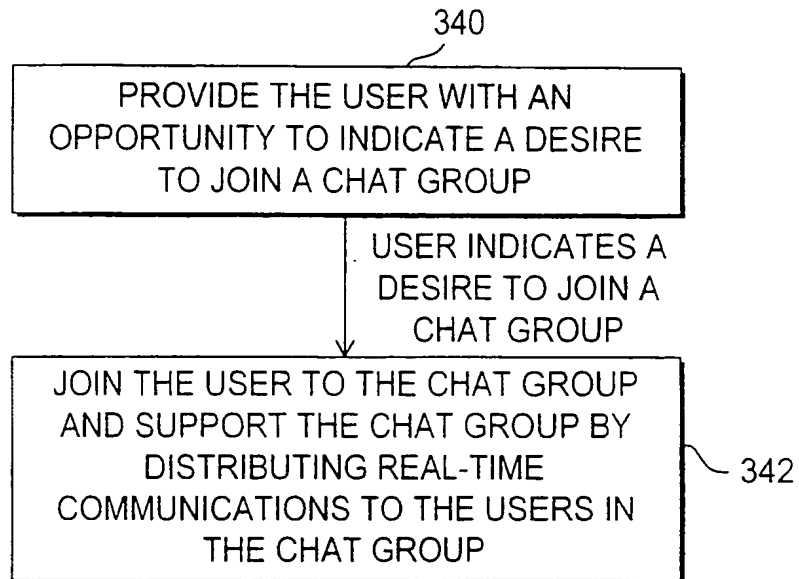 340
PROVIDE THE USER WITH AN
OPPORTUNITY TO INDICATE A DESIRE
TO JOIN A CHAT GROUP
USER INDICATES A
DESIRE TO JOIN A
CHAT GROUP
JOIN THE USER TO THE CHAT GROUP
AND SUPPORT THE CHAT GROUP BY
DISTRIBUTING REAL-TIME
COMMUNICATIONS TO THE USERS IN
THE CHAT GROUP
342